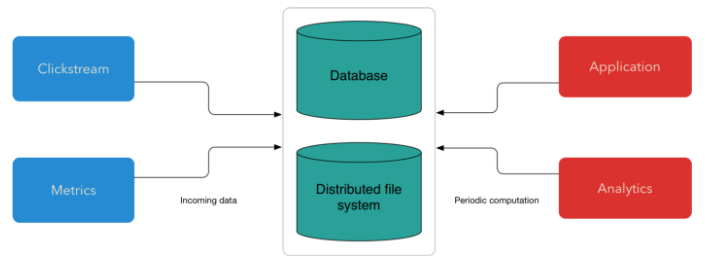 Clickstream
Database
Application
Metrics
Incoming data
Distributed file
system
Periodic computation
Analytics